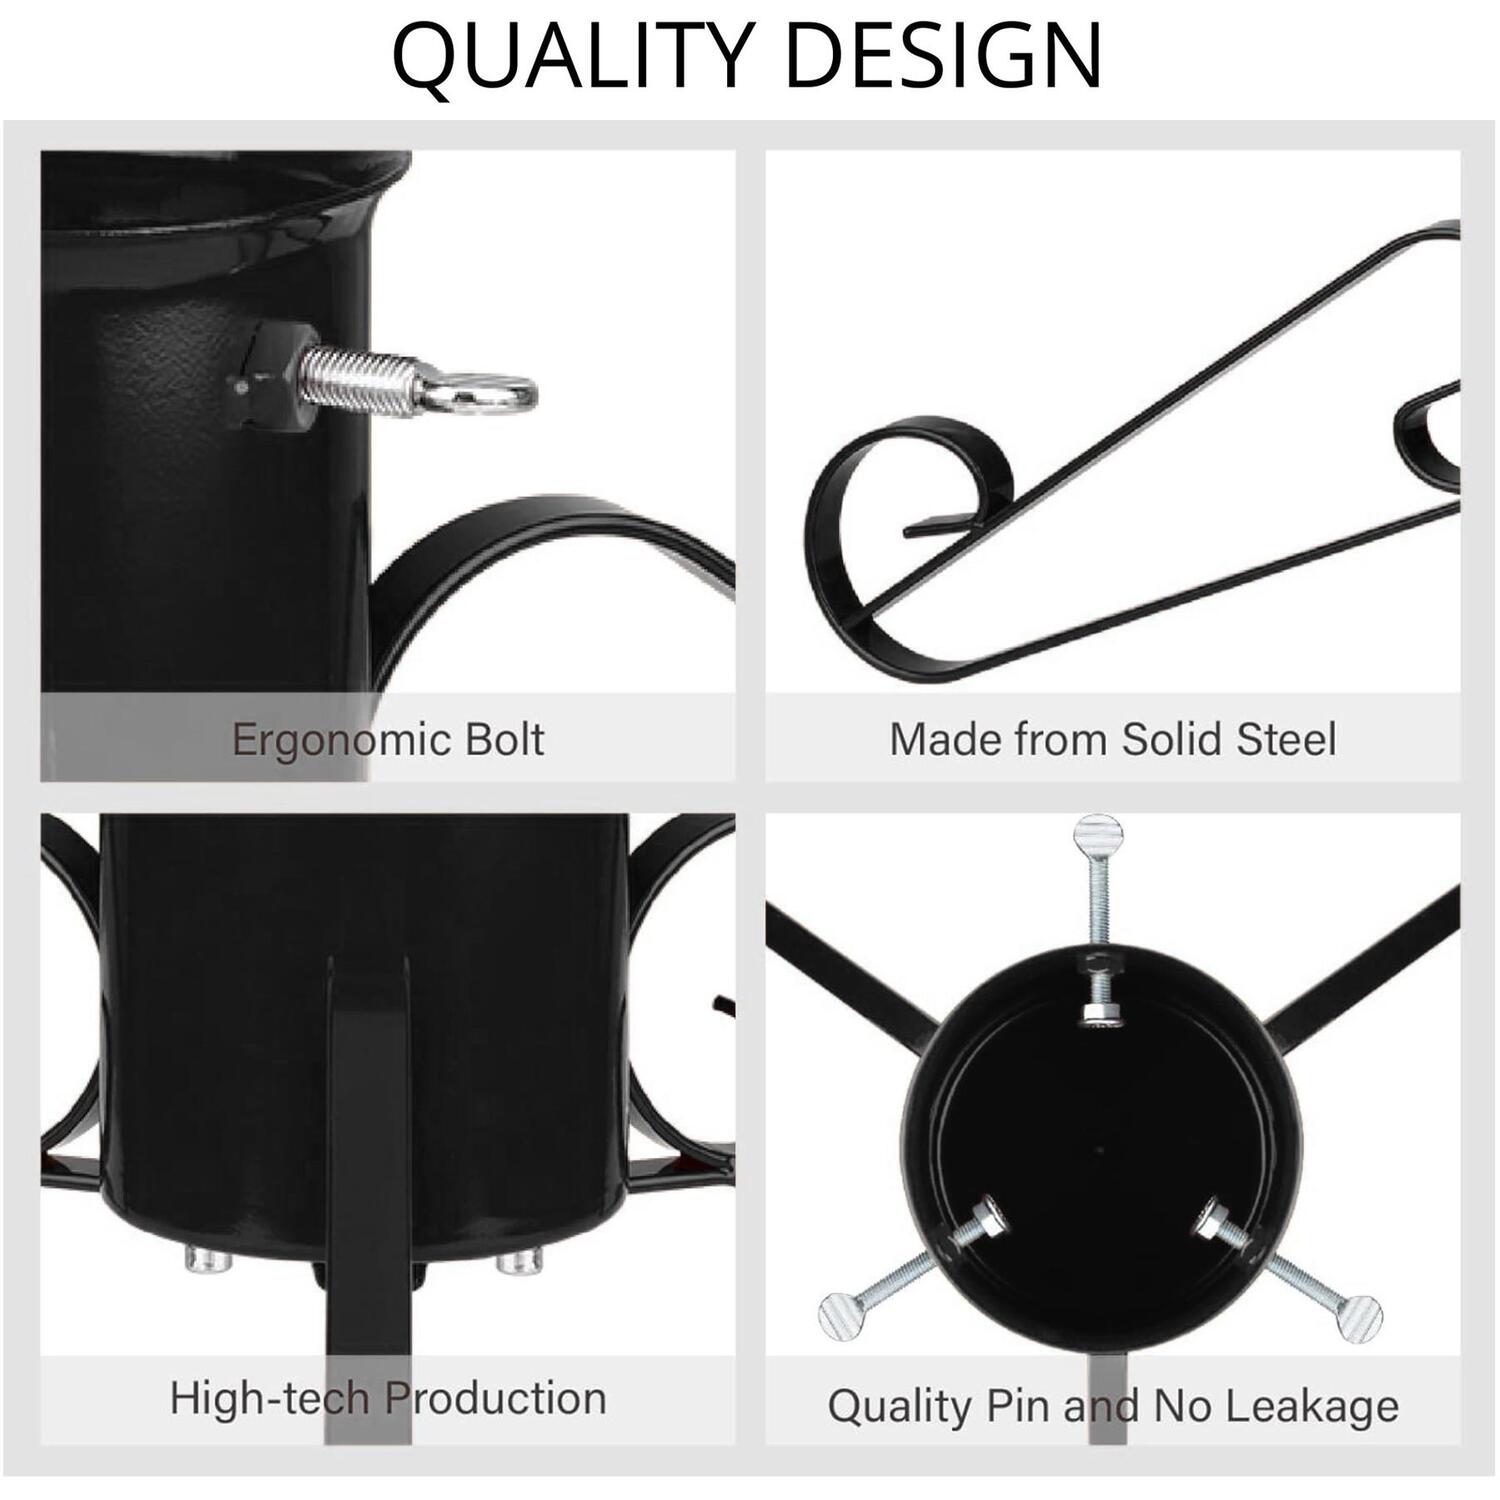 QUALITY DESIGN
Ergonomic Bolt
Made from Solid Steel
High-tech Production
Quality Pin and No Leakage